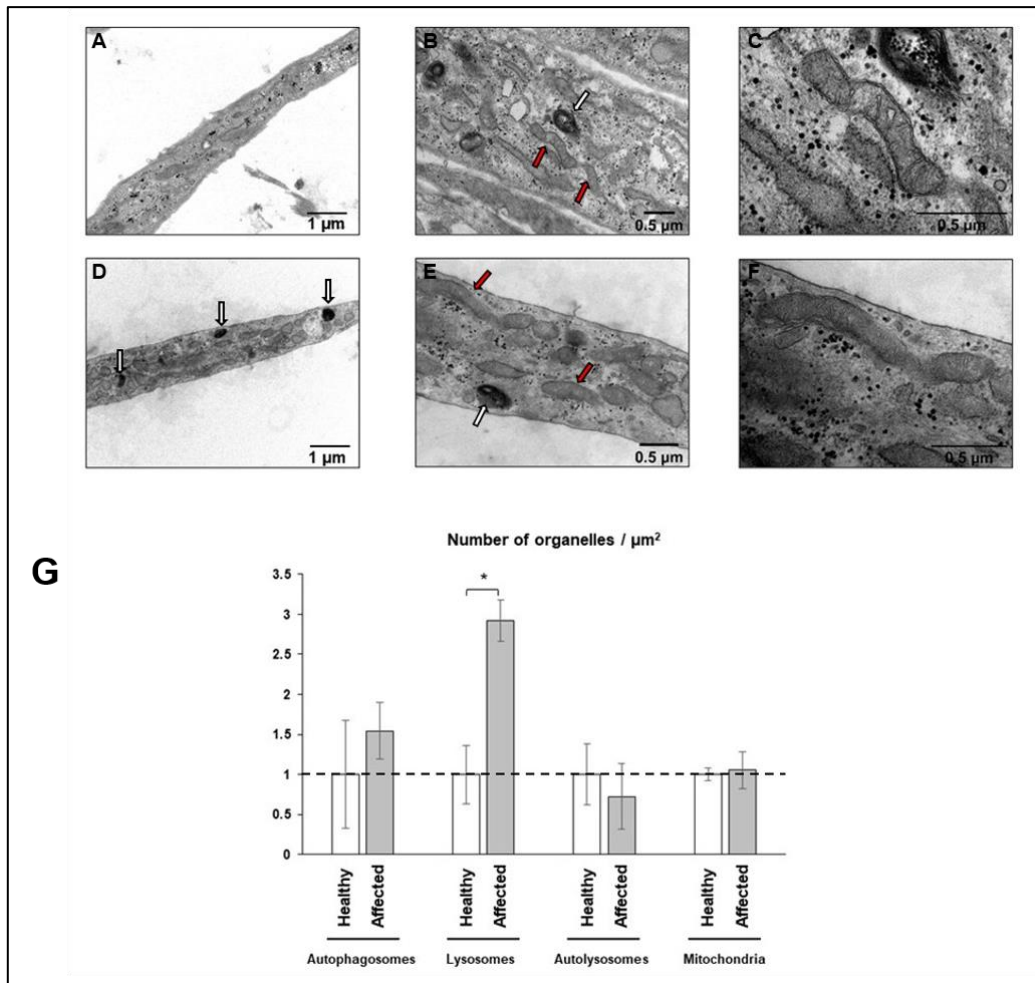 A
B
C
1 µm
0.5 µm
0.5 µm
D
E
F
1 µm
0.5 µm
0.5 µm
G
Number of organelles / µm²
3.5
*
3
2.5
2
1.5
1
0.5
0
Healthy Affected Healthy Affected Healthy Affected Healthy Affected
Autophagosomes Lysosomes Autolysosomes Mitochondria